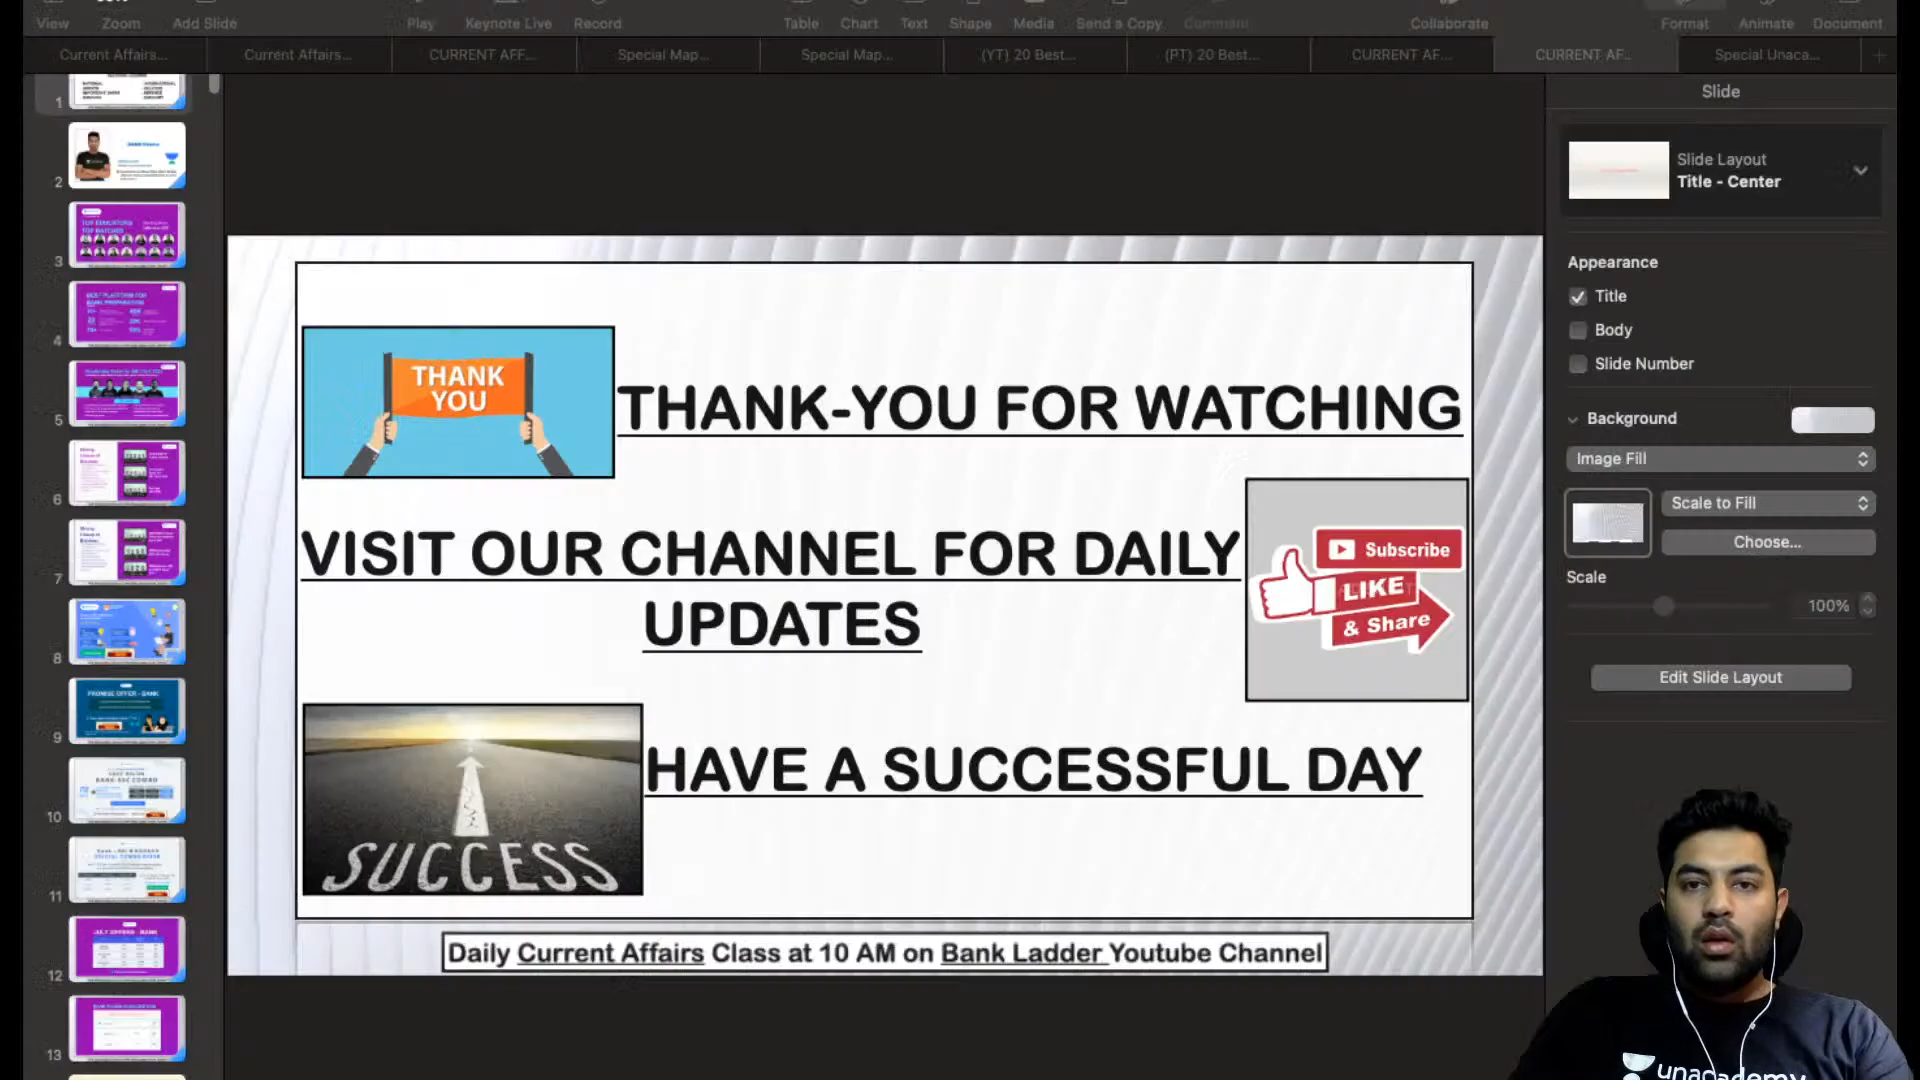 View
Zoom
Add Slide
Play
Keynote Live
Record
Table
Chart
Text
Shape
Media
Send a Copy
Comment
Collaborate
Format
Animate
Document
Current Affairs...
Current Affairs...
CURRENT AFF...
Special Map...
Special Map...
(YT) 20 Best...
(PT) 20 Best...
CURRENT AF...
CURRENT AF...
Special Unaca...
1
2
3
4
5
6
7
8
9
10
11
12
13
THANK
YOU
THANK-YOU FOR WATCHING
VISIT OUR CHANNEL FOR DAILY
UPDATES
Subscribe
LIKE
& Share
SUCCESS
HAVE A SUCCESSFUL DAY
Daily Current Affairs Class at 10 AM on Bank Ladder Youtube Channel
Slide
Slide Layout
Title - Center
Appearance
Title
Body
Slide Number
Background
Image Fill
Scale to Fill
Choose...
Scale
100%
Edit Slide Layout
unacademy